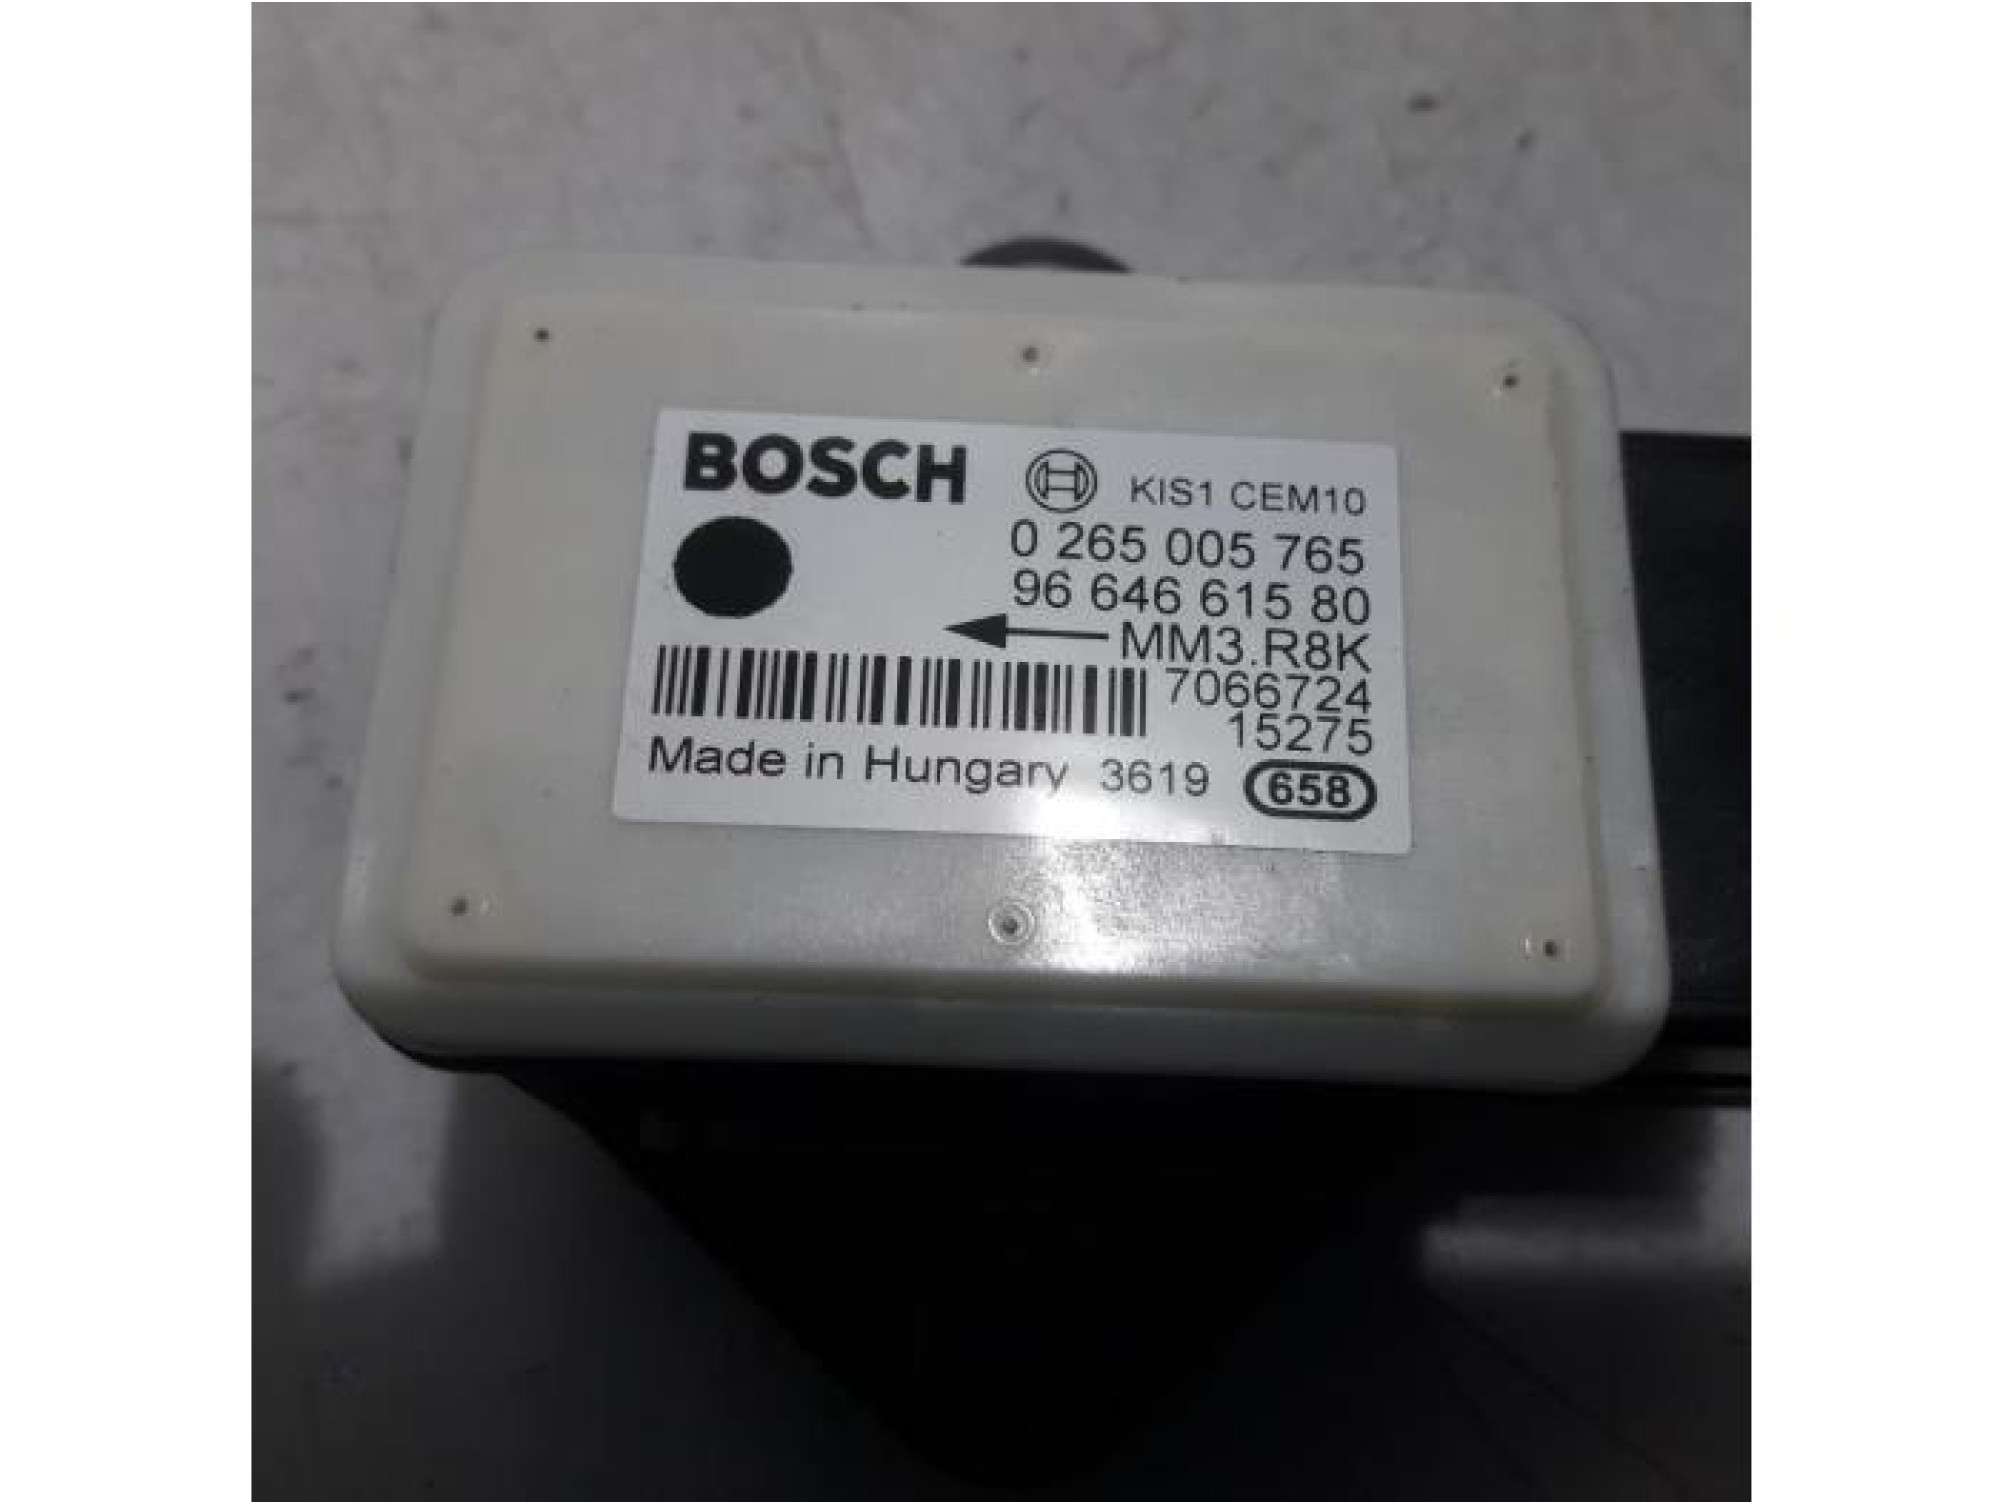 BOSCH KIS1 CEM10
0 265 005 765
96 646 615 80
MM3.R8K
7066724
15275
Made in Hungary 3619 658